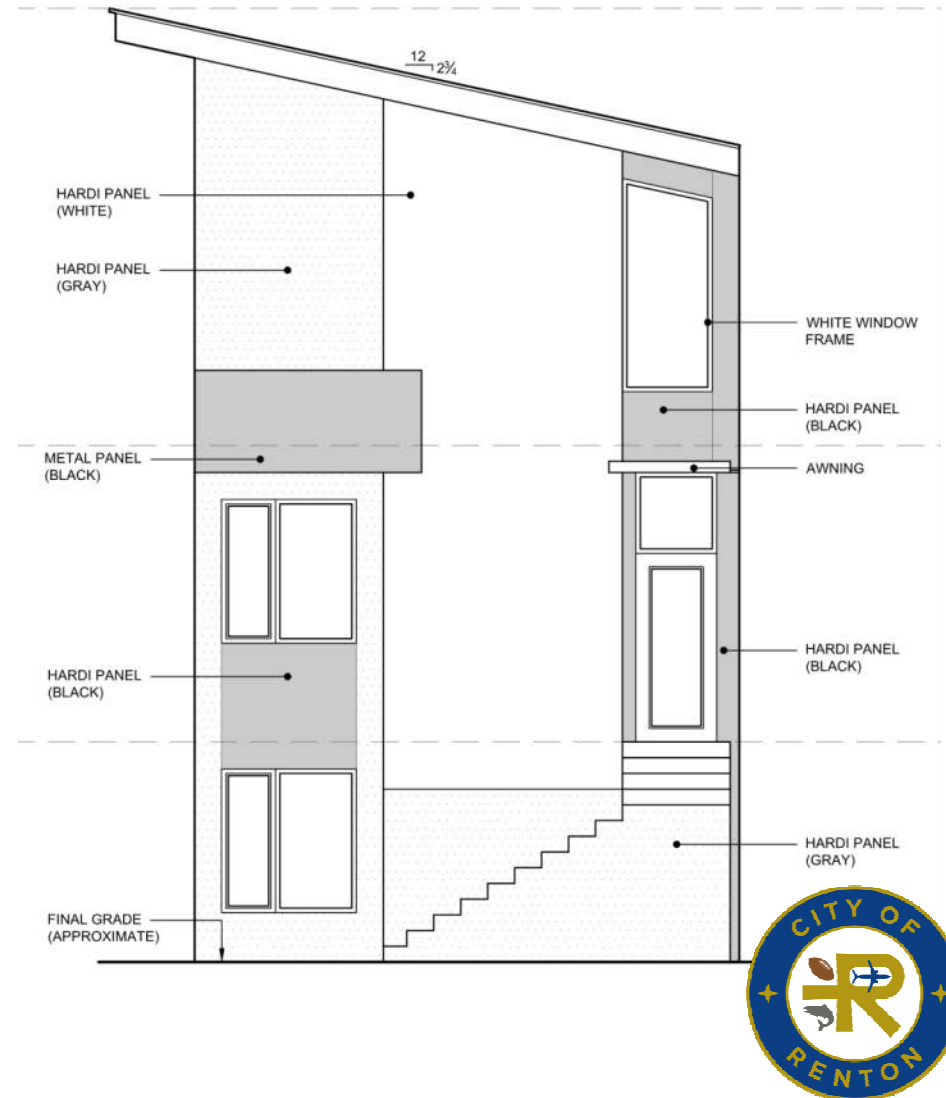 12
2¾
HARDI PANEL
(WHITE)
HARDI PANEL
(GRAY)
WHITE WINDOW
FRAME
HARDI PANEL
(BLACK)
METAL PANEL
(BLACK)
AWNING
HARDI PANEL
(BLACK)
HARDI PANEL
(BLACK)
HARDI PANEL
(GRAY)
FINAL GRADE
(APPROXIMATE)
CITY OF
R
RENTON